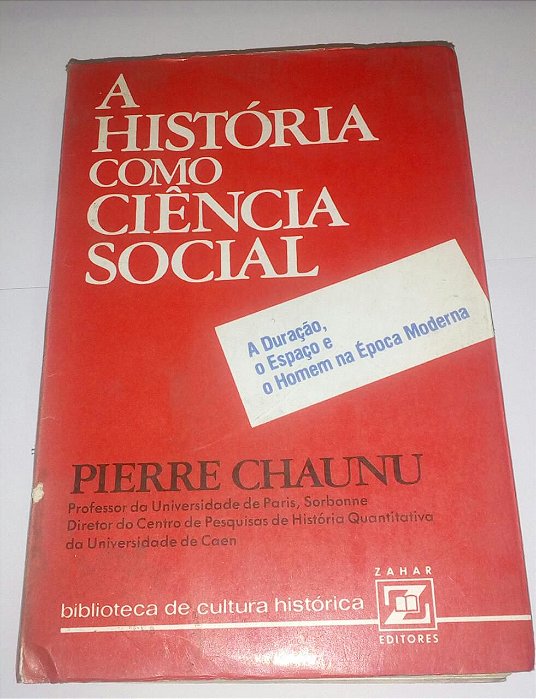 A
HISTÓRIA
COMO
CIÊNCIA
SOCIAL
A Duração,
o Espaço e
o Homem na Época Moderna
PIERRE CHAUNU
Professor da Universidade de Paris, Sorbonne
Diretor do Centro de Pesquisas de História Quantitativa
da Universidade de Caen
biblioteca de cultura histórica
ZAHAR
EDITORES